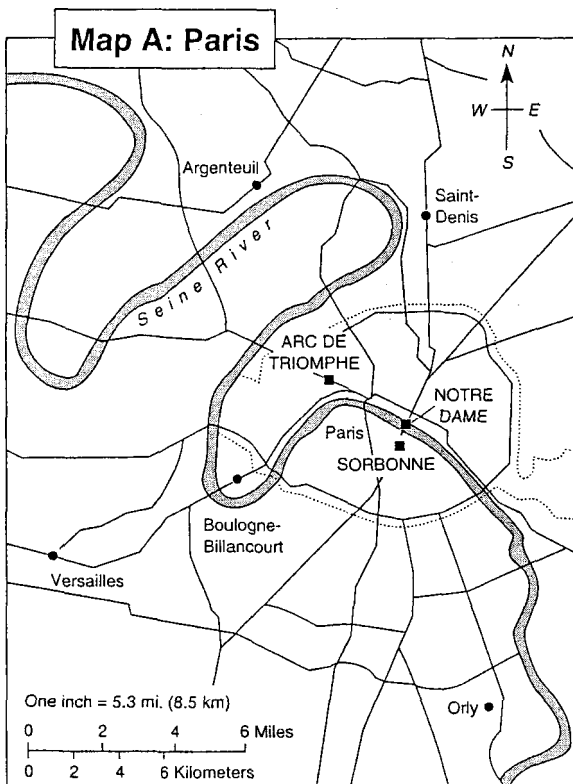 Map A: Paris
N
W E
S
Argenteuil
Saint-
Denis
Seine River
ARC DE
TRIOMPHE
NOTRE
DAME
Paris
SORBONNE
Boulogne-
Billancourt
Versailles
Orly
One inch = 5.3 mi. (8.5 km)
0 2 4 6 Miles
0 2 4 6 Kilometers